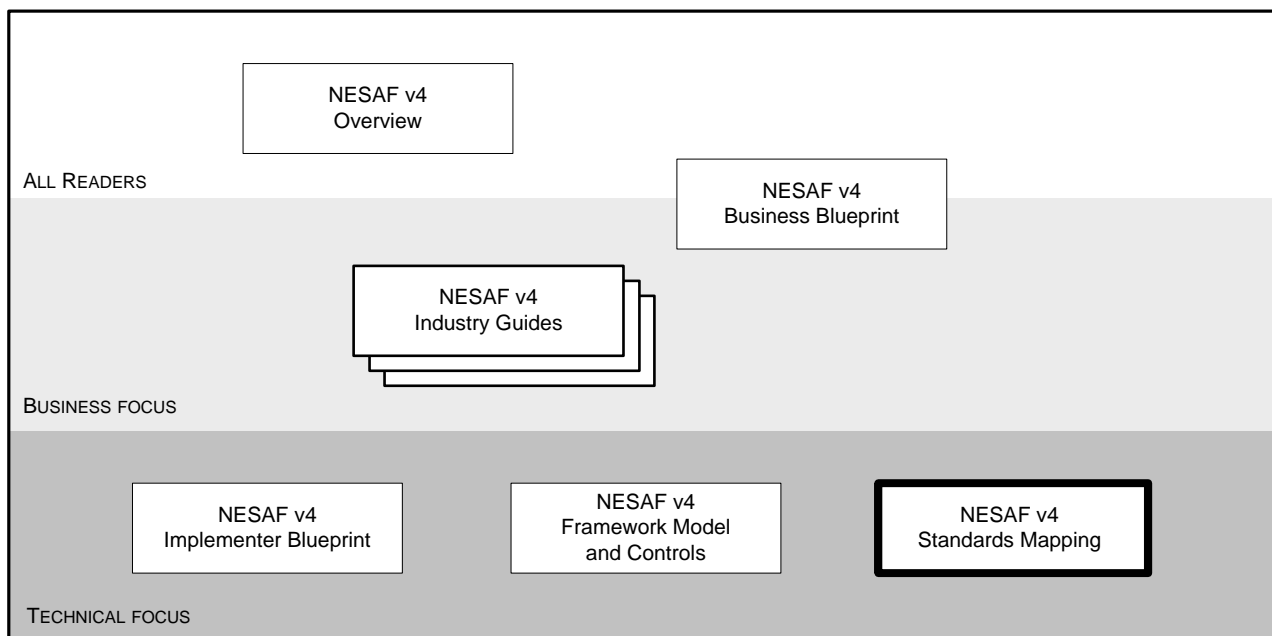 NESAF v4
Overview
ALL READERS
NESAF v4
Business Blueprint
NESAF v4
Industry Guides
BUSINESS FOCUS
NESAF v4
Implementer Blueprint
NESAF v4
Framework Model
and Controls
NESAF v4
Standards Mapping
TECHNICAL FOCUS